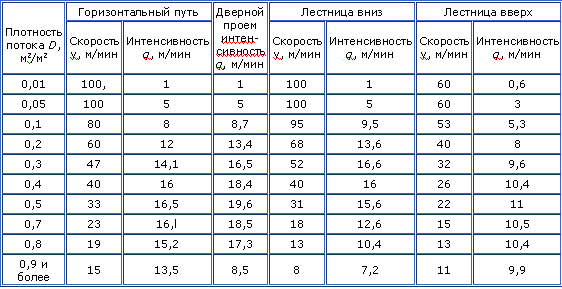 Плотность потока D, м²/м² | Горизонтальный путь | Дверной проем интен-сивность q, м/мин | Лестница вниз | Лестница вверх
Скорость v, м/мин | Интенсивность q, м/мин | Скорость v, м/мин | Интенсивность q, м/мин | Скорость v, м/мин | Интенсивность q, м/мин
0,01 | 100, | 1 | 1 | 100 | 1 | 60 | 0,6
0,05 | 100 | 5 | 5 | 100 | 5 | 60 | 3
0,1 | 80 | 8 | 8,7 | 95 | 9,5 | 53 | 5,3
0,2 | 60 | 12 | 13,4 | 68 | 13,6 | 40 | 8
0,3 | 47 | 14,1 | 16,5 | 52 | 16,6 | 32 | 9,6
0,4 | 40 | 16 | 18,4 | 40 | 16 | 26 | 10,4
0,5 | 33 | 16,5 | 19,6 | 31 | 15,6 | 22 | 11
0,7 | 23 | 16,l | 18,5 | 18 | 12,6 | 15 | 10,5
0,8 | 19 | 15,2 | 17,3 | 13 | 10,4 | 13 | 10,4
0,9 и более | 15 | 13,5 | 8,5 | 8 | 7,2 | 11 | 9,9